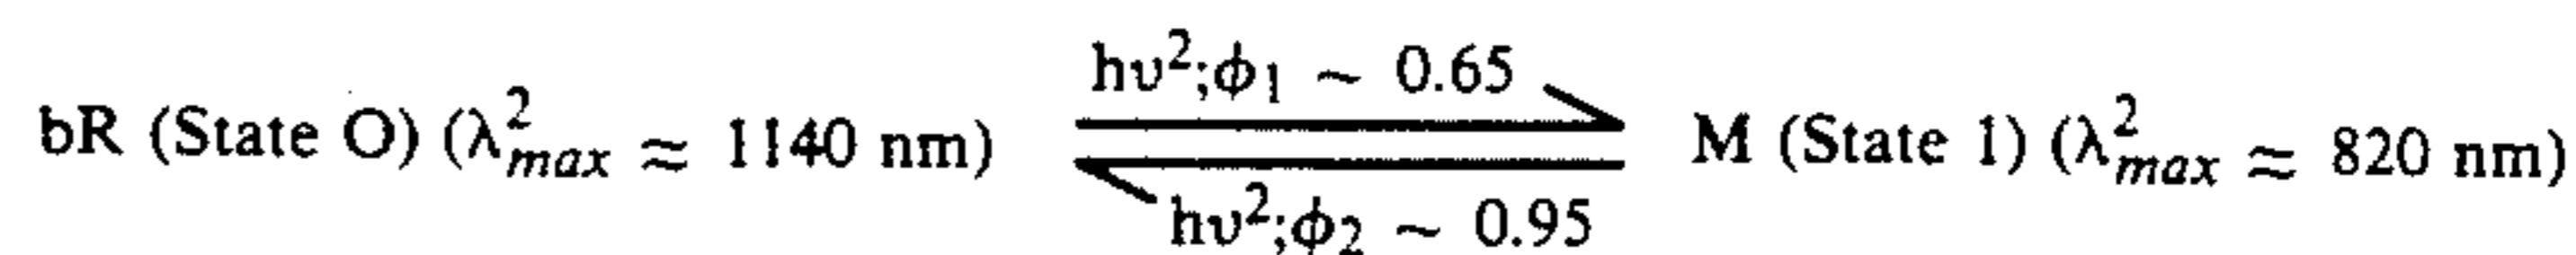 hυ²;ϕ₁ ~ 0.65
bR (State O) (λ²ₘₐₓ ≈ 1140 nm) ⇌ M (State 1) (λ²ₘₐₓ ≈ 820 nm)
hυ²;ϕ₂ ~ 0.95